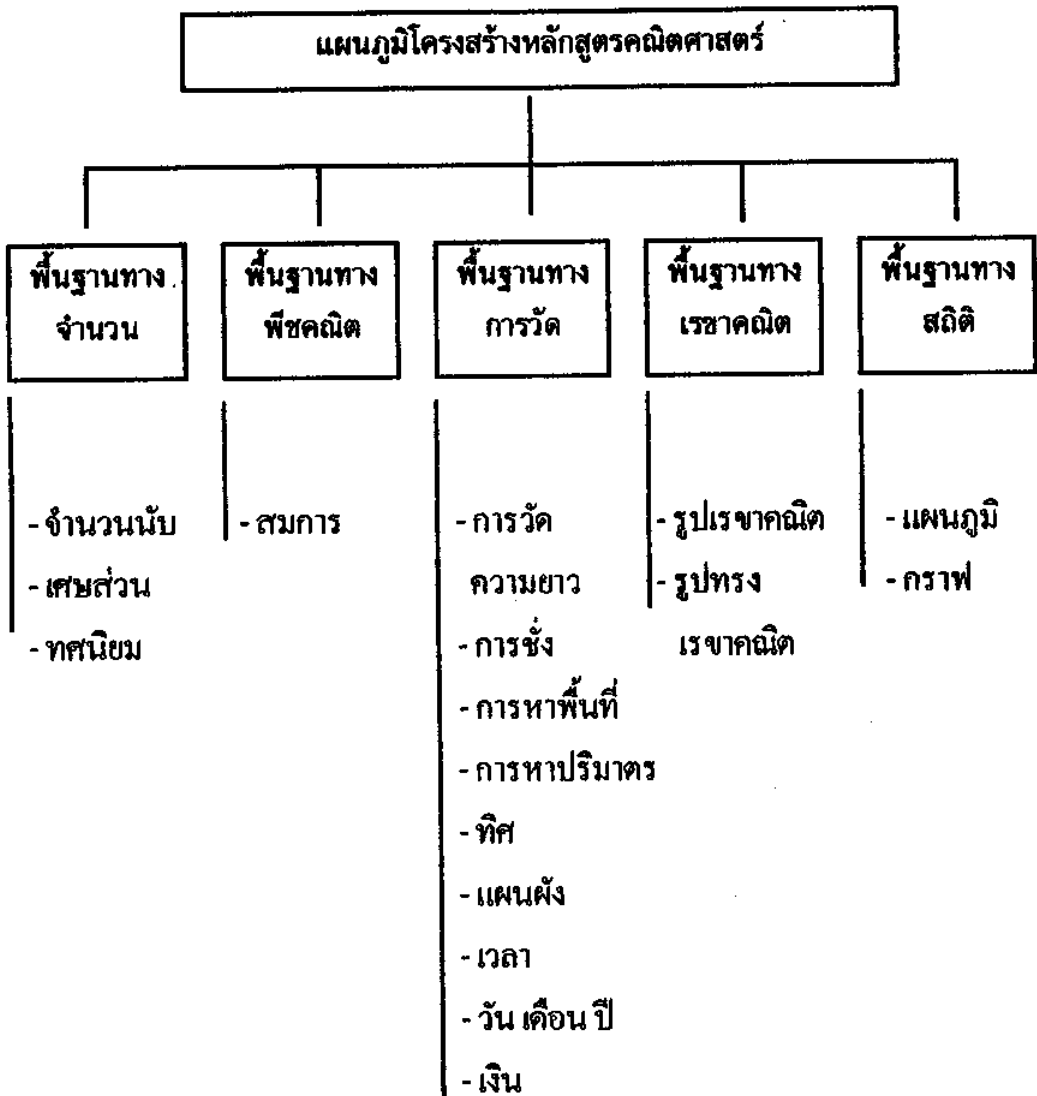 แผนภูมิโครงสร้างหลักสูตรคณิตศาสตร์
พื้นฐานทาง
จำนวน
- จำนวนนับ
- เศษส่วน
- ทศนิยม
พื้นฐานทาง
พีชคณิต
- สมการ
พื้นฐานทาง
การวัด
- การวัด
ความยาว
- การชั่ง
- การหาพื้นที่
- การหาปริมาตร
- ทิศ
- แผนผัง
- เวลา
- วัน เดือน ปี
- เงิน
พื้นฐานทาง
เรขาคณิต
- รูปเรขาคณิต
- รูปทรง
เรขาคณิต
พื้นฐานทาง
สถิติ
- แผนภูมิ
- กราฟ